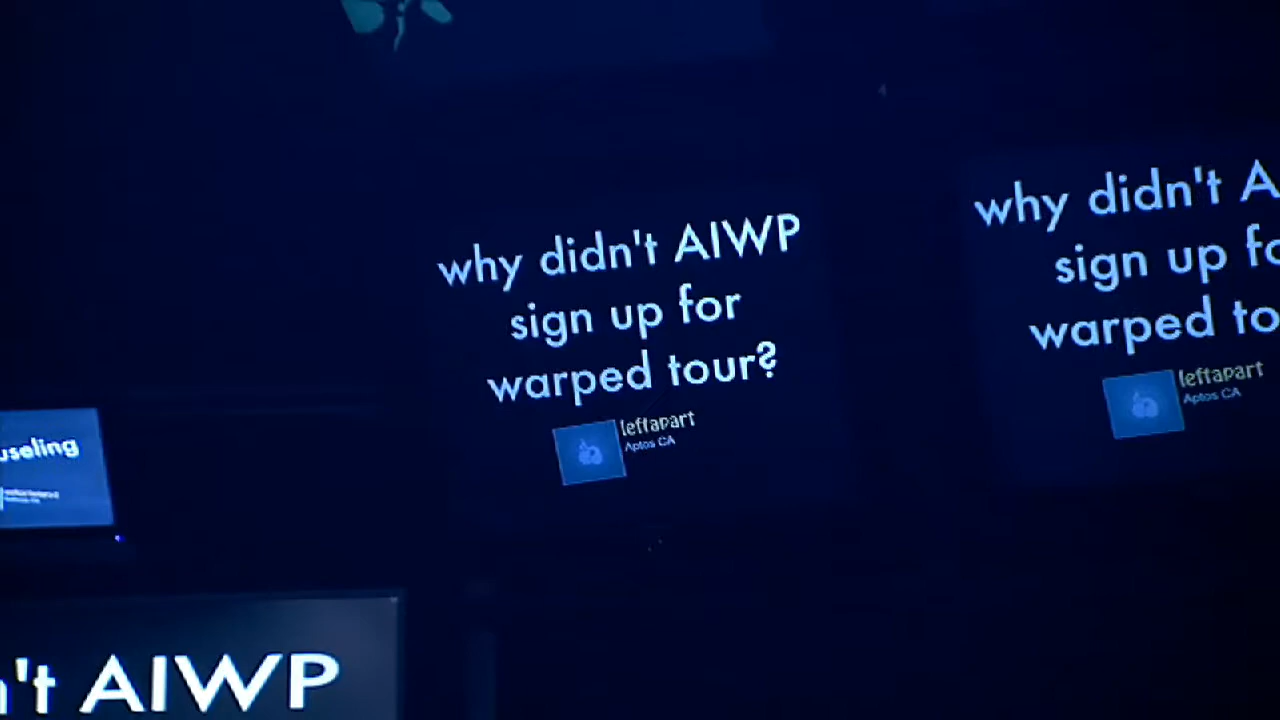 why didn't AIWP
sign up for
warped tour?
leftapart
Aptos CA
why didn't A
sign up fo
warped to
leftapart
Aptos CA
useling
n't AIWP